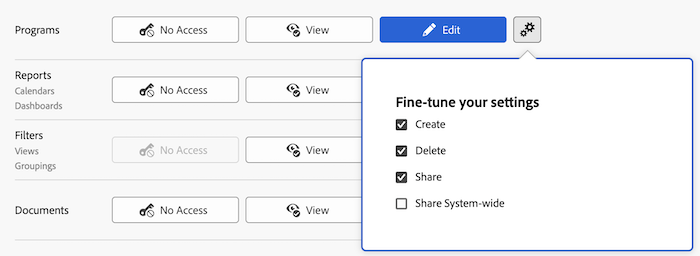 Programs
No Access
View
Edit
Reports
Calendars
Dashboards
No Access
View
Filters
Views
Groupings
No Access
View
Documents
No Access
View
Fine-tune your settings
Create
Delete
Share
Share System-wide